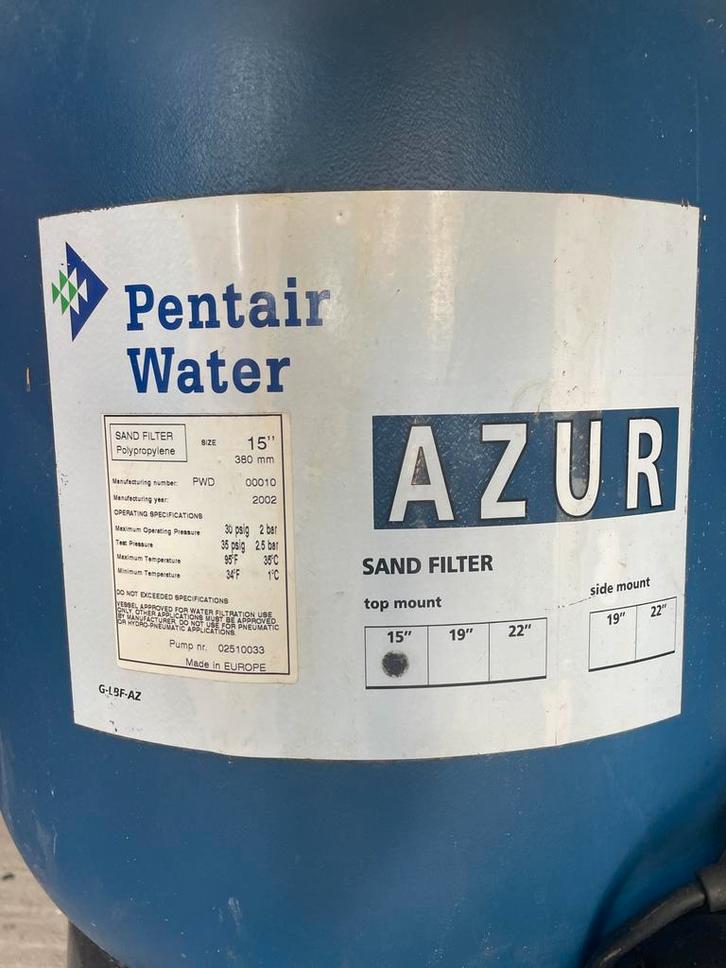 Pentair
Water
SAND FILTER
Polypropylene
SIZE 15"
380 mm
Manufacturing number: PWD 00010
Manufacturing year: 2002
OPERATING SPECIFICATIONS
Maximum Operating Pressure 30 psig 2 bar
Test Pressure 35 psig 2.5 bar
Maximum Temperature 95°F 35°C
Minimum Temperature 34°F 1°C
DO NOT EXCEEDED SPECIFICATIONS
VESSEL APPROVED FOR WATER FILTRATION USE
ONLY. OTHER APPLICATIONS MUST BE APPROVED
BY MANUFACTURER. DO NOT USE FOR PNEUMATIC
OR HYDRO-PNEUMATIC APPLICATIONS.
Pump nr. 02510033
Made in EUROPE
G-LBF-AZ
AZUR
SAND FILTER
top mount
15" 19" 22"
side mount
19" 22"